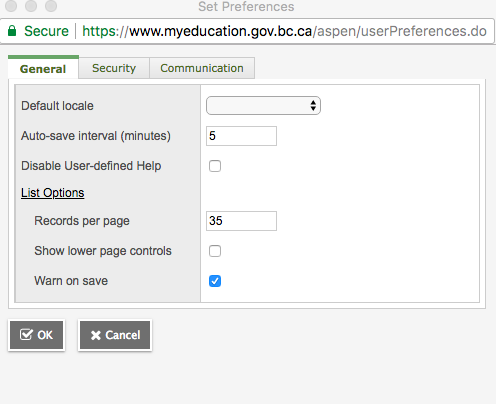 Set Preferences
Secure | https://www.myeducation.gov.bc.ca/aspen/userPreferences.do
General Security Communication
Default locale
Auto-save interval (minutes) 5
Disable User-defined Help
List Options
Records per page 35
Show lower page controls
Warn on save
OK Cancel